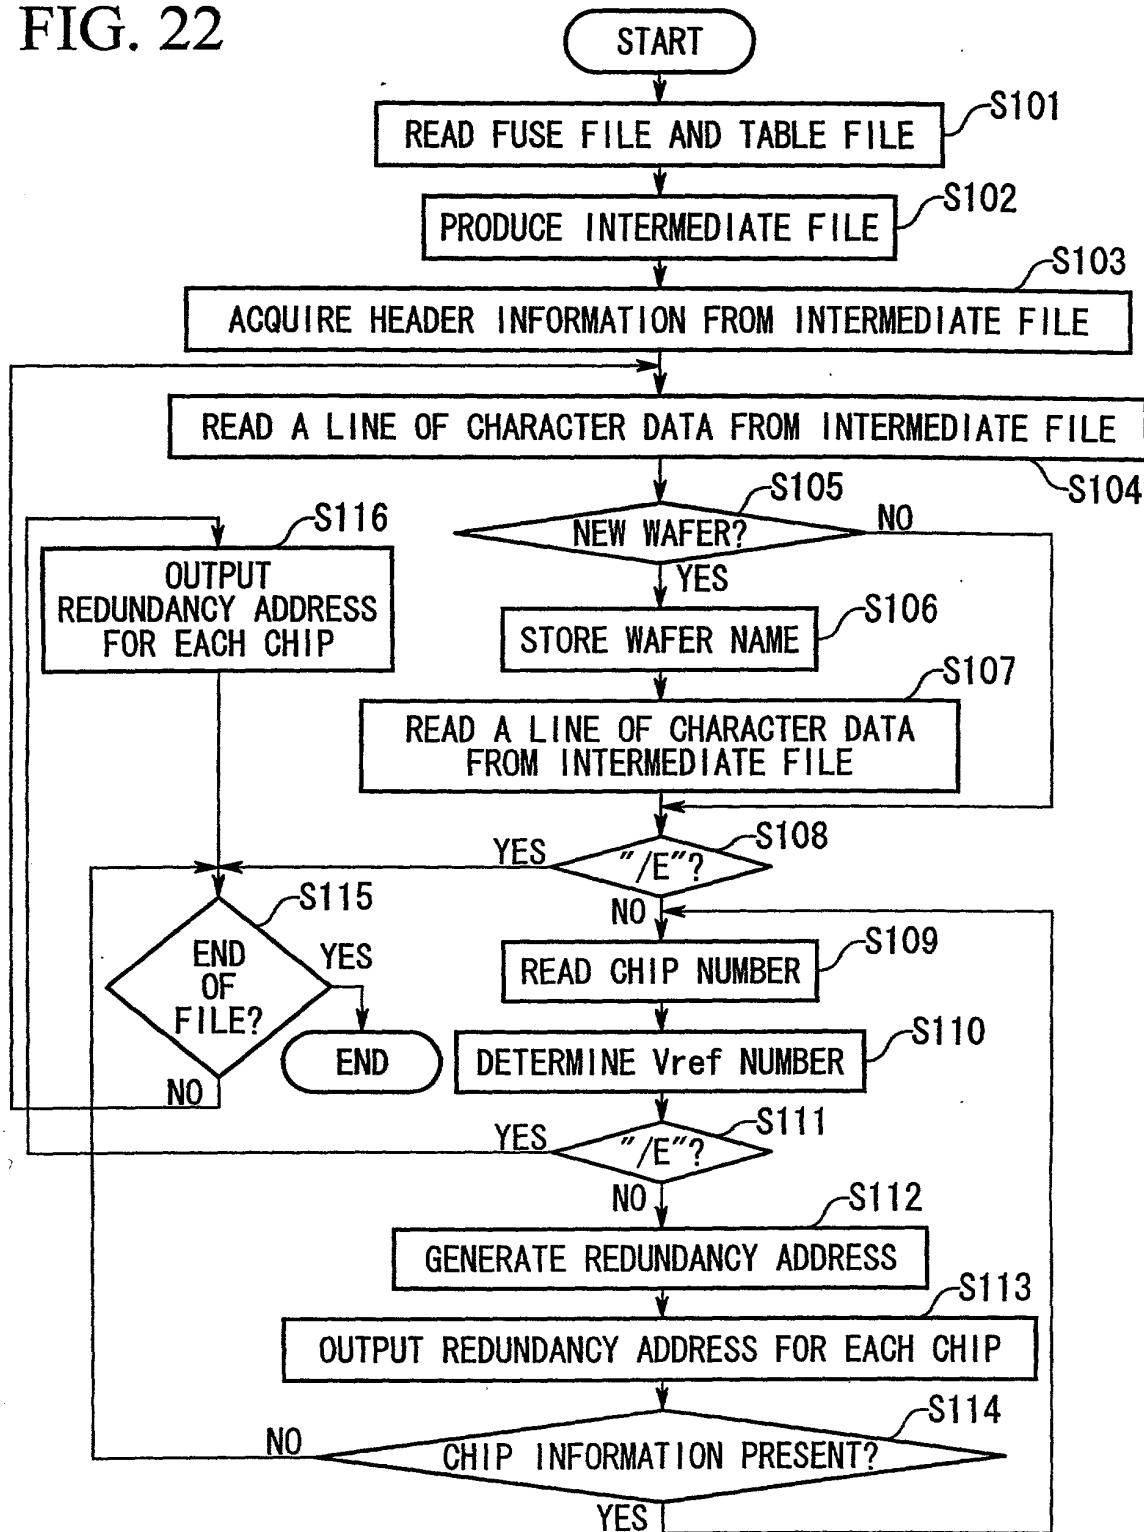 FIG. 22
START
S101
READ FUSE FILE AND TABLE FILE
S102
PRODUCE INTERMEDIATE FILE
S103
ACQUIRE HEADER INFORMATION FROM INTERMEDIATE FILE
READ A LINE OF CHARACTER DATA FROM INTERMEDIATE FILE
S104
S105
NEW WAFER?
NO
YES
S116
OUTPUT
REDUNDANCY ADDRESS
FOR EACH CHIP
S106
STORE WAFER NAME
S107
READ A LINE OF CHARACTER DATA
FROM INTERMEDIATE FILE
S108
"/E"?
YES
NO
S115
END
OF
FILE?
YES
END
NO
S109
READ CHIP NUMBER
S110
DETERMINE Vref NUMBER
S111
"/E"?
YES
NO
S112
GENERATE REDUNDANCY ADDRESS
S113
OUTPUT REDUNDANCY ADDRESS FOR EACH CHIP
S114
CHIP INFORMATION PRESENT?
NO
YES